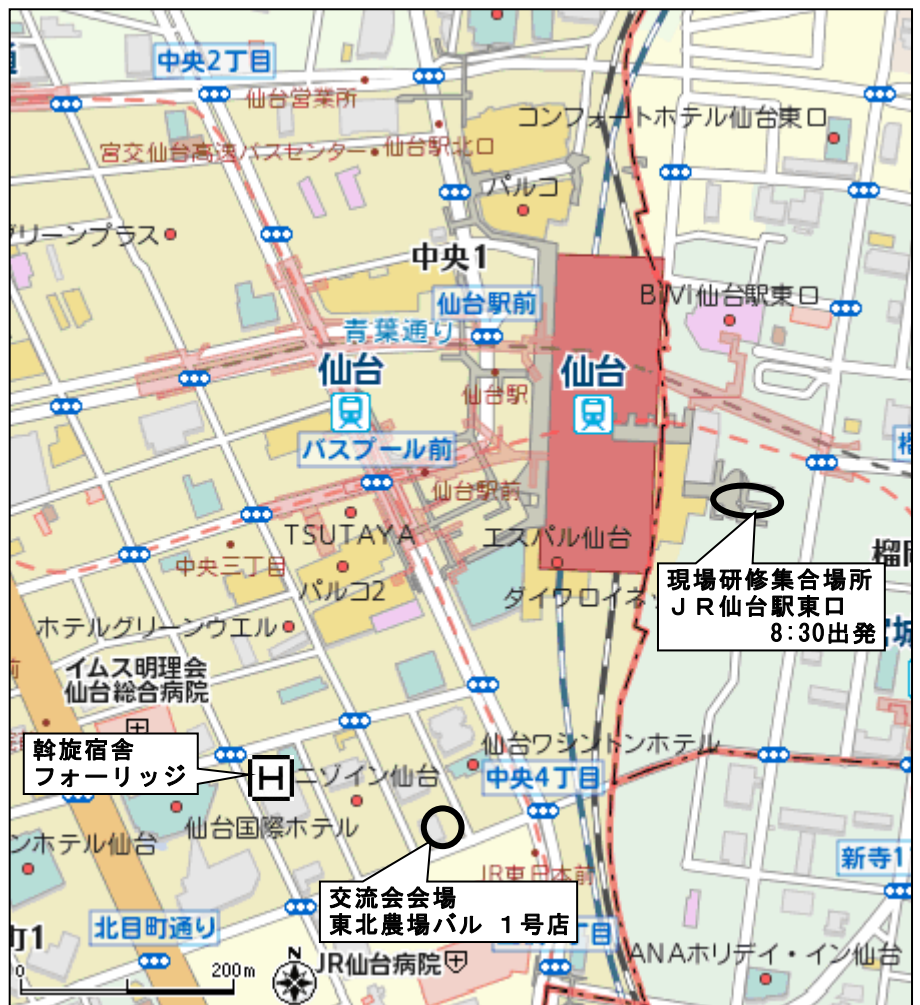 中央2丁目
仙台営業所
コンフォートホテル仙台東口
宮交仙台高速バスセンター
仙台駅北口
パルコ
グリーンプラス
中央1
BiVi仙台駅東口
仙台駅前
青葉通り
仙台
仙台
仙台駅
バスプール前
仙台駅前
TSUTAYA
エスパル仙台
中央三丁目
パルコ2
ダイワロイネッ
現場研修集合場所
JR仙台駅東口
8:30出発
ホテルグリーンウエル
イムス明理会
仙台総合病院
斡旋宿舎
フォーリッジ
H
ニゾイン仙台
仙台ワシントンホテル
中央4丁目
仙台国際ホテル
ンホテル仙台
JR東日本前
新寺1
交流会会場
東北農場バル 1号店
北目町通り
町1
丁目
ANAホリデイ・イン仙台
JR仙台病院
0
200m
N